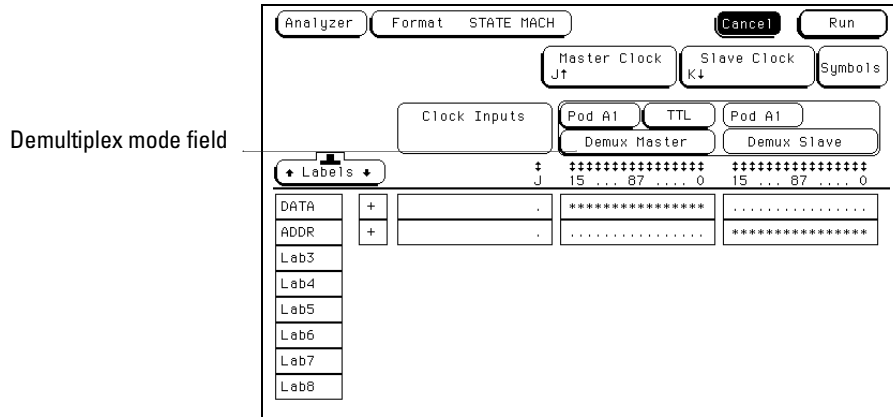 Analyzer Format STATE MACH Cancel Run
Master Clock Slave Clock Symbols
J↑ K↓
Clock Inputs Pod A1 TTL Pod A1
Demultiplex mode field Demux Master Demux Slave
↑ Labels ↓ ↕ ↕↕↕↕↕↕↕↕↕↕↕↕↕↕↕↕ ↕↕↕↕↕↕↕↕↕↕↕↕↕↕↕↕
J 15 ... 87 .... 0 15 ... 87 .... 0
DATA + . **************** ................
ADDR + . ................ ****************
Lab3
Lab4
Lab5
Lab6
Lab7
Lab8